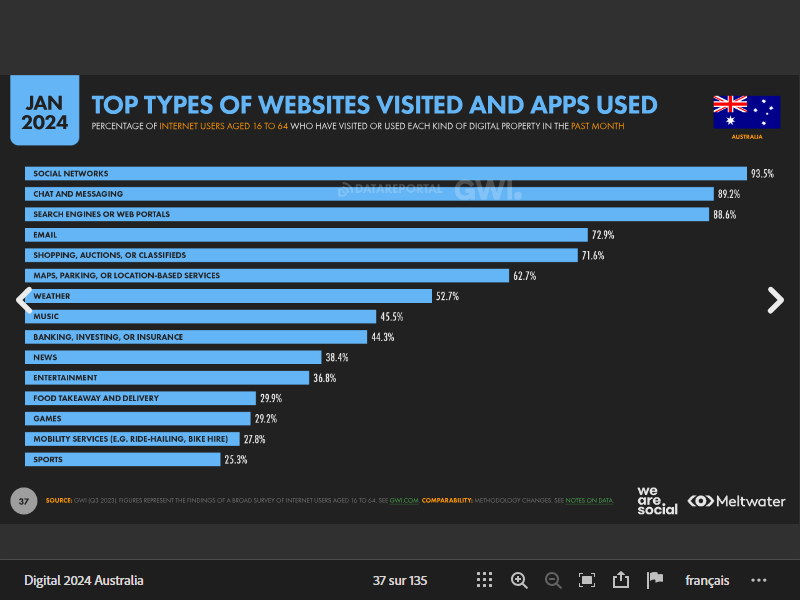 JAN
2024
TOP TYPES OF WEBSITES VISITED AND APPS USED
PERCENTAGE OF INTERNET USERS AGED 16 TO 64 WHO HAVE VISITED OR USED EACH KIND OF DIGITAL PROPERTY IN THE PAST MONTH
AUSTRALIA
SOCIAL NETWORKS 93.5%
DATAREPORTAL GWI.
CHAT AND MESSAGING 89.2%
SEARCH ENGINES OR WEB PORTALS 88.6%
EMAIL 72.9%
SHOPPING, AUCTIONS, OR CLASSIFIEDS 71.6%
MAPS, PARKING, OR LOCATION-BASED SERVICES 62.7%
WEATHER 52.7%
MUSIC 45.5%
BANKING, INVESTING, OR INSURANCE 44.3%
NEWS 38.4%
ENTERTAINMENT 36.8%
FOOD TAKEAWAY AND DELIVERY 29.9%
GAMES 29.2%
MOBILITY SERVICES (E.G. RIDE-HAILING, BIKE HIRE) 27.8%
SPORTS 25.3%
37
SOURCE: GWI (Q3 2023). FIGURES REPRESENT THE FINDINGS OF A BROAD SURVEY OF INTERNET USERS AGED 16 TO 64. SEE GWI.COM. COMPARABILITY: METHODOLOGY CHANGES. SEE NOTES ON DATA.
we
are.
social
Meltwater
Digital 2024 Australia
37 sur 135
français